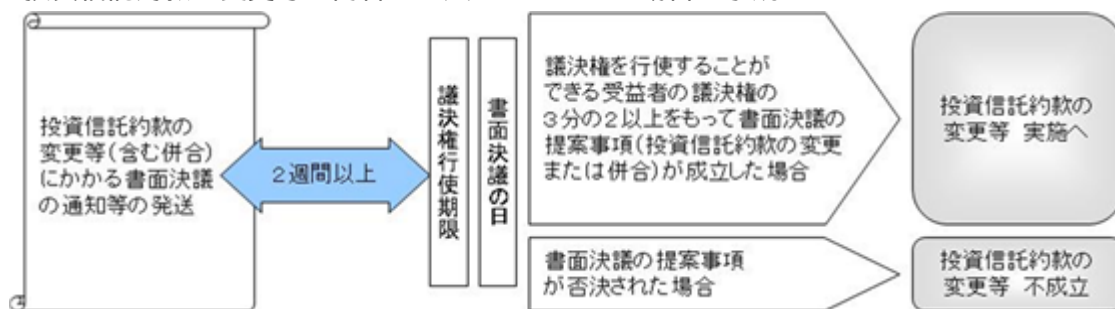 投資信託約款の
変更等(含む併合)
にかかる書面決議
の通知等の発送
2週間以上
議決権行使期限
書面決議の日
議決権を行使することが
できる受益者の議決権の
3分の2以上をもって書面決議の
提案事項(投資信託約款の変更
または併合)が成立した場合
投資信託約款の
変更等 実施へ
書面決議の提案事項
が否決された場合
投資信託約款の
変更等 不成立